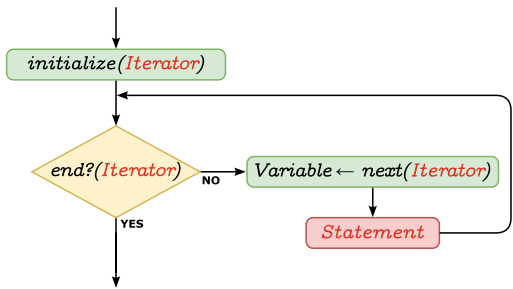 initialize(Iterator)
end?(Iterator)
NO
Variable ← next(Iterator)
YES
Statement